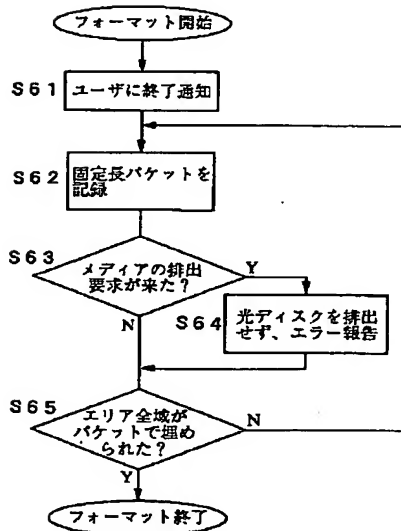 フォーマット開始
S61
ユーザに終了通知
S62
固定長パケットを
記録
S63
メディアの排出
要求が来た?
Y
N
S64
光ディスクを排出
せず、エラー報告
S65
エリア全域が
パケットで埋め
られた?
N
Y
フォーマット終了